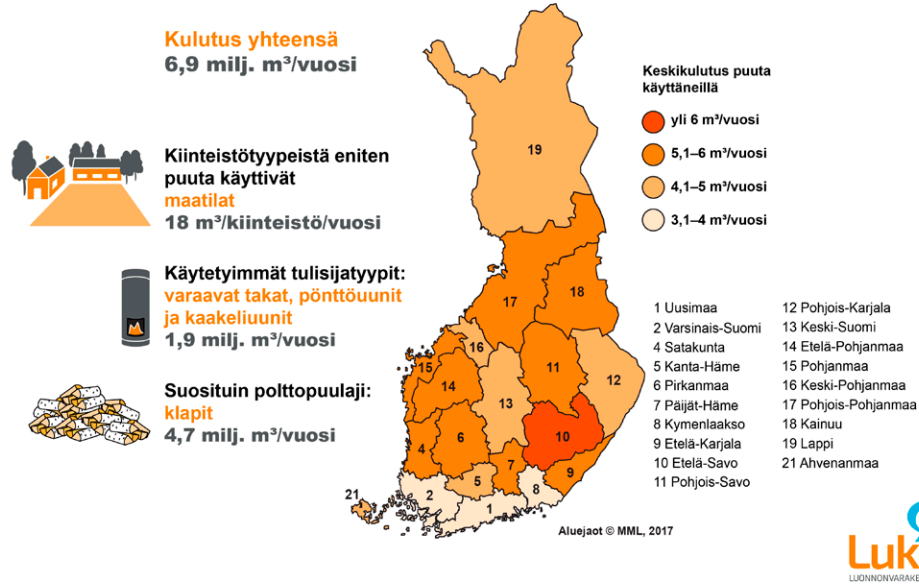 Kulutus yhteensä
6,9 milj. m³/vuosi
Kiinteistötyypeistä eniten
puuta käyttivät
maatilat
18 m³/kiinteistö/vuosi
Käytetyimmät tulisijatyypit:
varaavat takat, pönttöuunit
ja kaakeliuunit
1,9 milj. m³/vuosi
Suosituin polttopuulaji:
klapit
4,7 milj. m³/vuosi
19
18
17
16
15
14
13
12
11
10
9
8
7
6
5
4
2
1
21
Aluejaot © MML, 2017
Keskikulutus puuta
käyttäneillä
yli 6 m³/vuosi
5,1–6 m³/vuosi
4,1–5 m³/vuosi
3,1–4 m³/vuosi
1 Uusimaa
2 Varsinais-Suomi
4 Satakunta
5 Kanta-Häme
6 Pirkanmaa
7 Päijät-Häme
8 Kymenlaakso
9 Etelä-Karjala
10 Etelä-Savo
11 Pohjois-Savo
12 Pohjois-Karjala
13 Keski-Suomi
14 Etelä-Pohjanmaa
15 Pohjanmaa
16 Keski-Pohjanmaa
17 Pohjois-Pohjanmaa
18 Kainuu
19 Lappi
21 Ahvenanmaa
Luk
LUONNONVARAKE